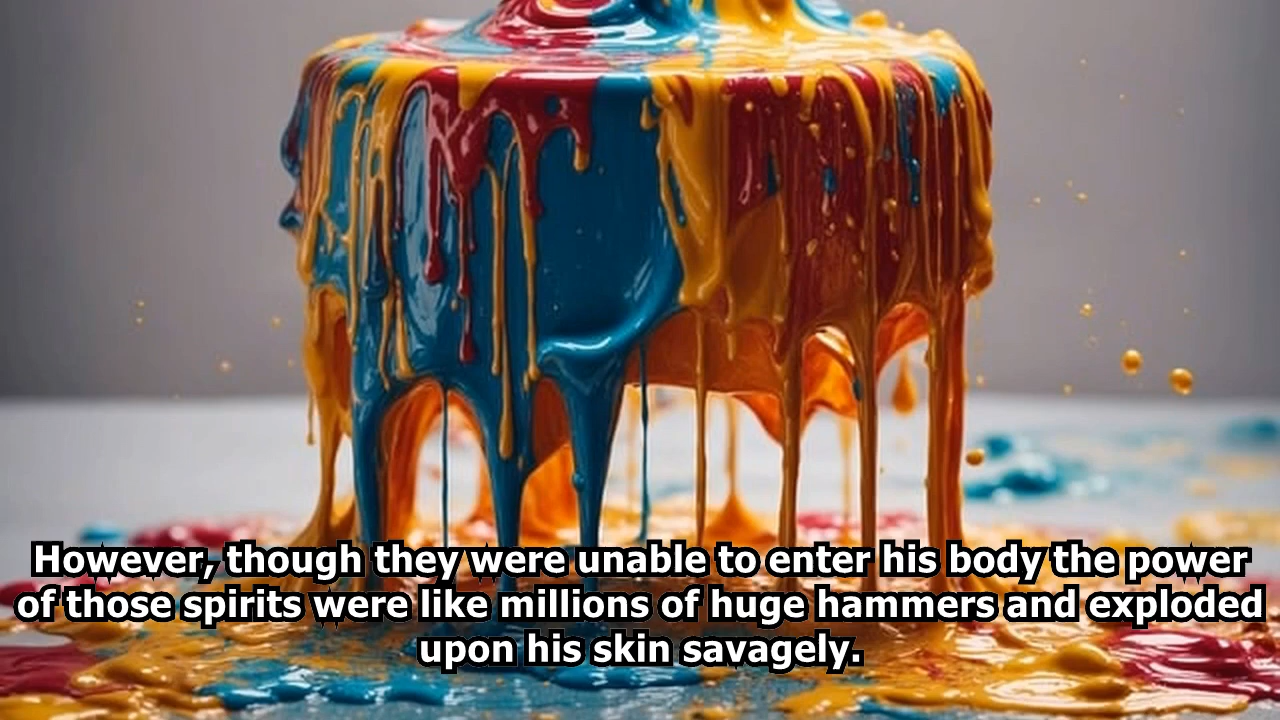 However, though they were unable to enter his body the power
of those spirits were like millions of huge hammers and exploded
upon his skin savagely.